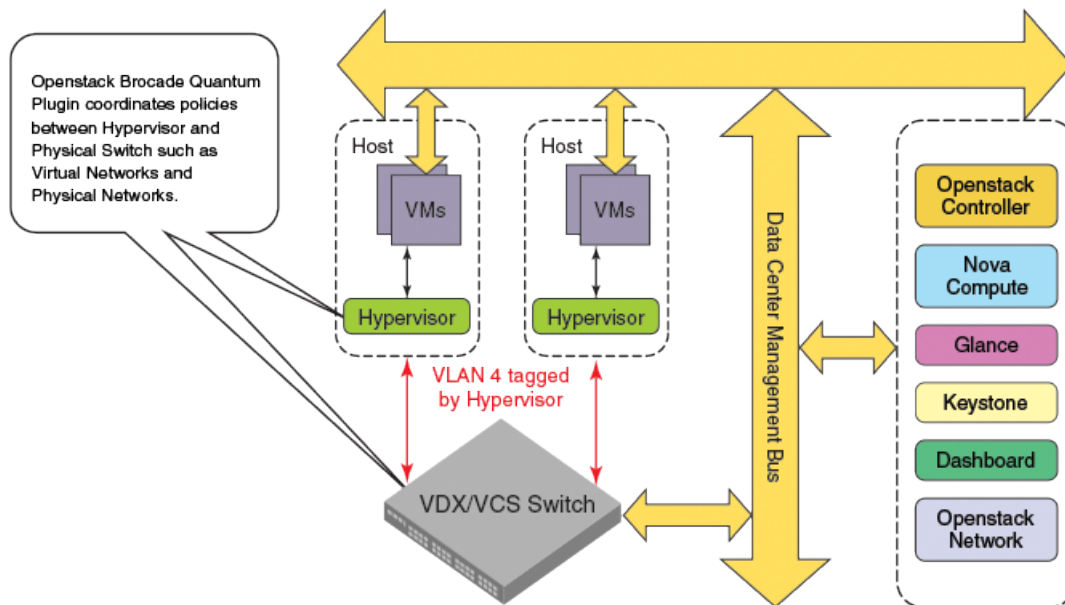 Openstack Brocade Quantum
Plugin coordinates policies
between Hypervisor and
Physical Switch such as
Virtual Networks and
Physical Networks.
Host
VMs
Hypervisor
Host
VMs
Hypervisor
VLAN 4 tagged
by Hypervisor
VDX/VCS Switch
Data Center Management Bus
Openstack
Controller
Nova
Compute
Glance
Keystone
Dashboard
Openstack
Network